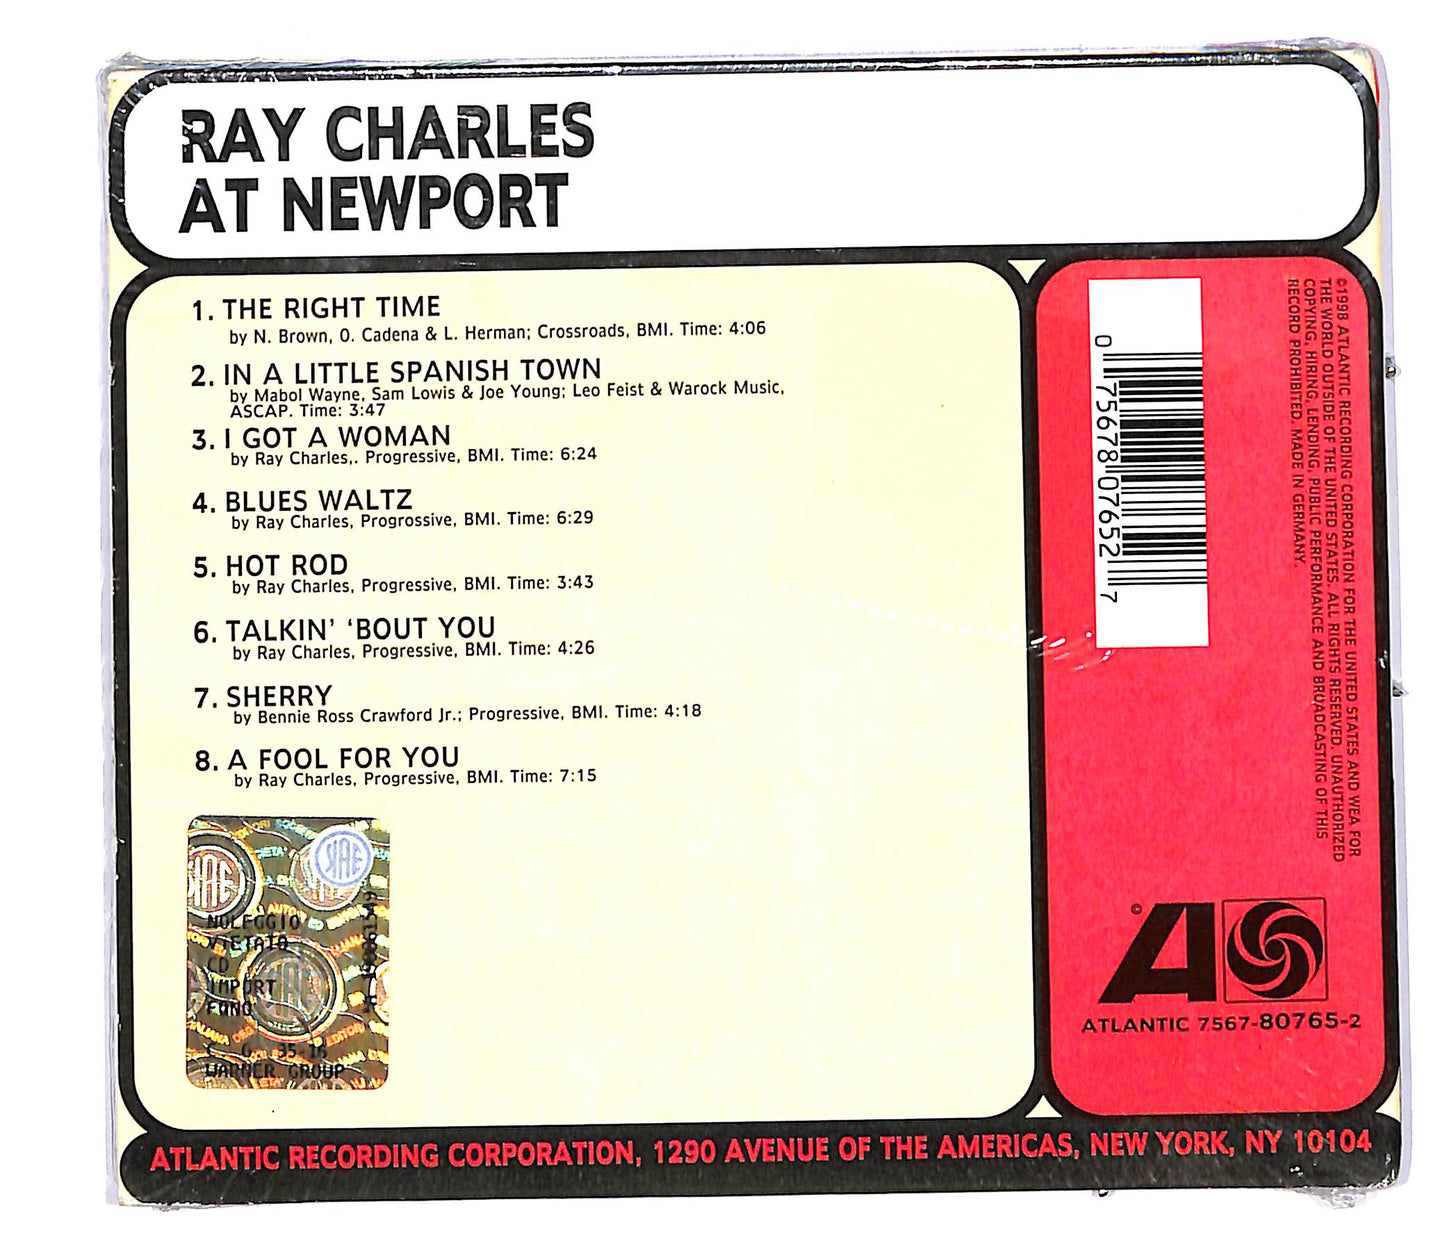 RAY CHARLES
AT NEWPORT
1. THE RIGHT TIME
by N. Brown, O. Cadena & L. Herman; Crossroads, BMI. Time: 4:06
2. IN A LITTLE SPANISH TOWN
by Mabol Wayne, Sam Lowis & Joe Young; Leo Feist & Warock Music,
ASCAP. Time: 3:47
3. I GOT A WOMAN
by Ray Charles,. Progressive, BMI. Time: 6:24
4. BLUES WALTZ
by Ray Charles, Progrossive, BMI. Time: 6:29
5. HOT ROD
by Ray Charles, Progressive, BMI. Time: 3:43
6. TALKIN' 'BOUT YOU
by Ray Charles, Progressive, BMI. Time: 4:26
7. SHERRY
by Bennie Ross Crawford Jr.; Progressive, BMI. Time: 4:18
8. A FOOL FOR YOU
by Ray Charles, Progressive, BMI. Time: 7:15
NOLEGGIO
VIETATO
CD
IMPORT
FONO
WARNER GROUP
0 75678 07652 7
©1998 ATLANTIC RECORDING CORPORATION FOR THE UNITED STATES AND WEA FOR
THE WORLD OUTSIDE OF THE UNITED STATES. ALL RIGHTS RESERVED. UNAUTHORIZED
COPYING, HIRING, LENDING, PUBLIC PERFORMANCE AND BROADCASTING OF THIS
RECORD PROHIBITED. MADE IN GERMANY.
ATLANTIC 7567-80765-2
ATLANTIC RECORDING CORPORATION, 1290 AVENUE OF THE AMERICAS, NEW YORK, NY 10104